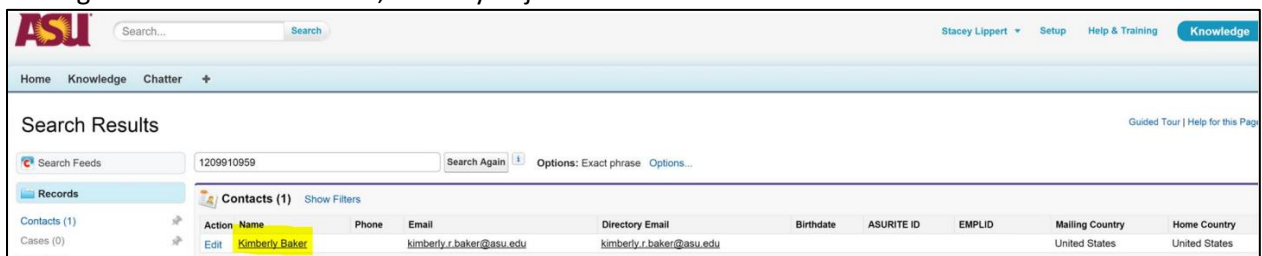 ASU Search... Search Stacey Lippert Setup Help & Training Knowledge
Home Knowledge Chatter +
Search Results
Guided Tour | Help for this Page
Search Feeds 1209910959 Search Again i Options: Exact phrase Options...
Records Contacts (1) Show Filters
Contacts (1) Action Name Phone Email Directory Email Birthdate ASURITE ID EMPLID Mailing Country Home Country
Cases (0) Edit Kimberly Baker kimberly.r.baker@asu.edu kimberly.r.baker@asu.edu United States United States